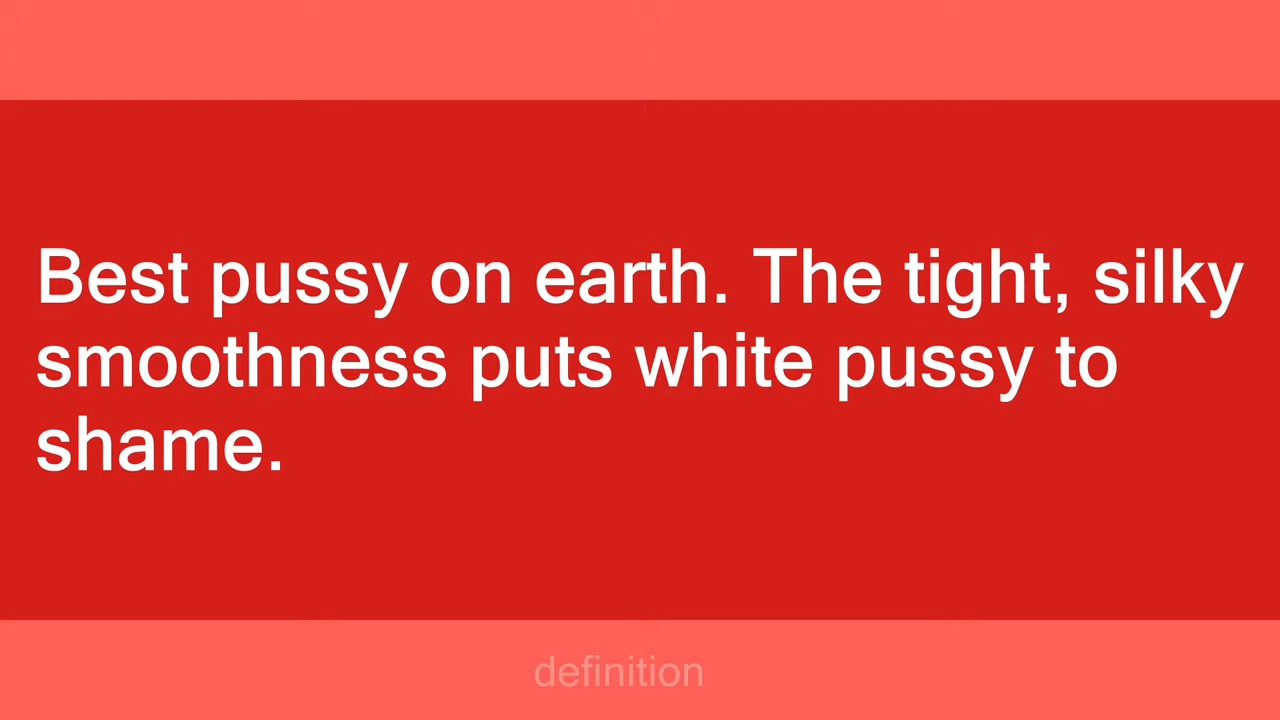 Best pussy on earth. The tight, silky
smoothness puts white pussy to
shame.
definition